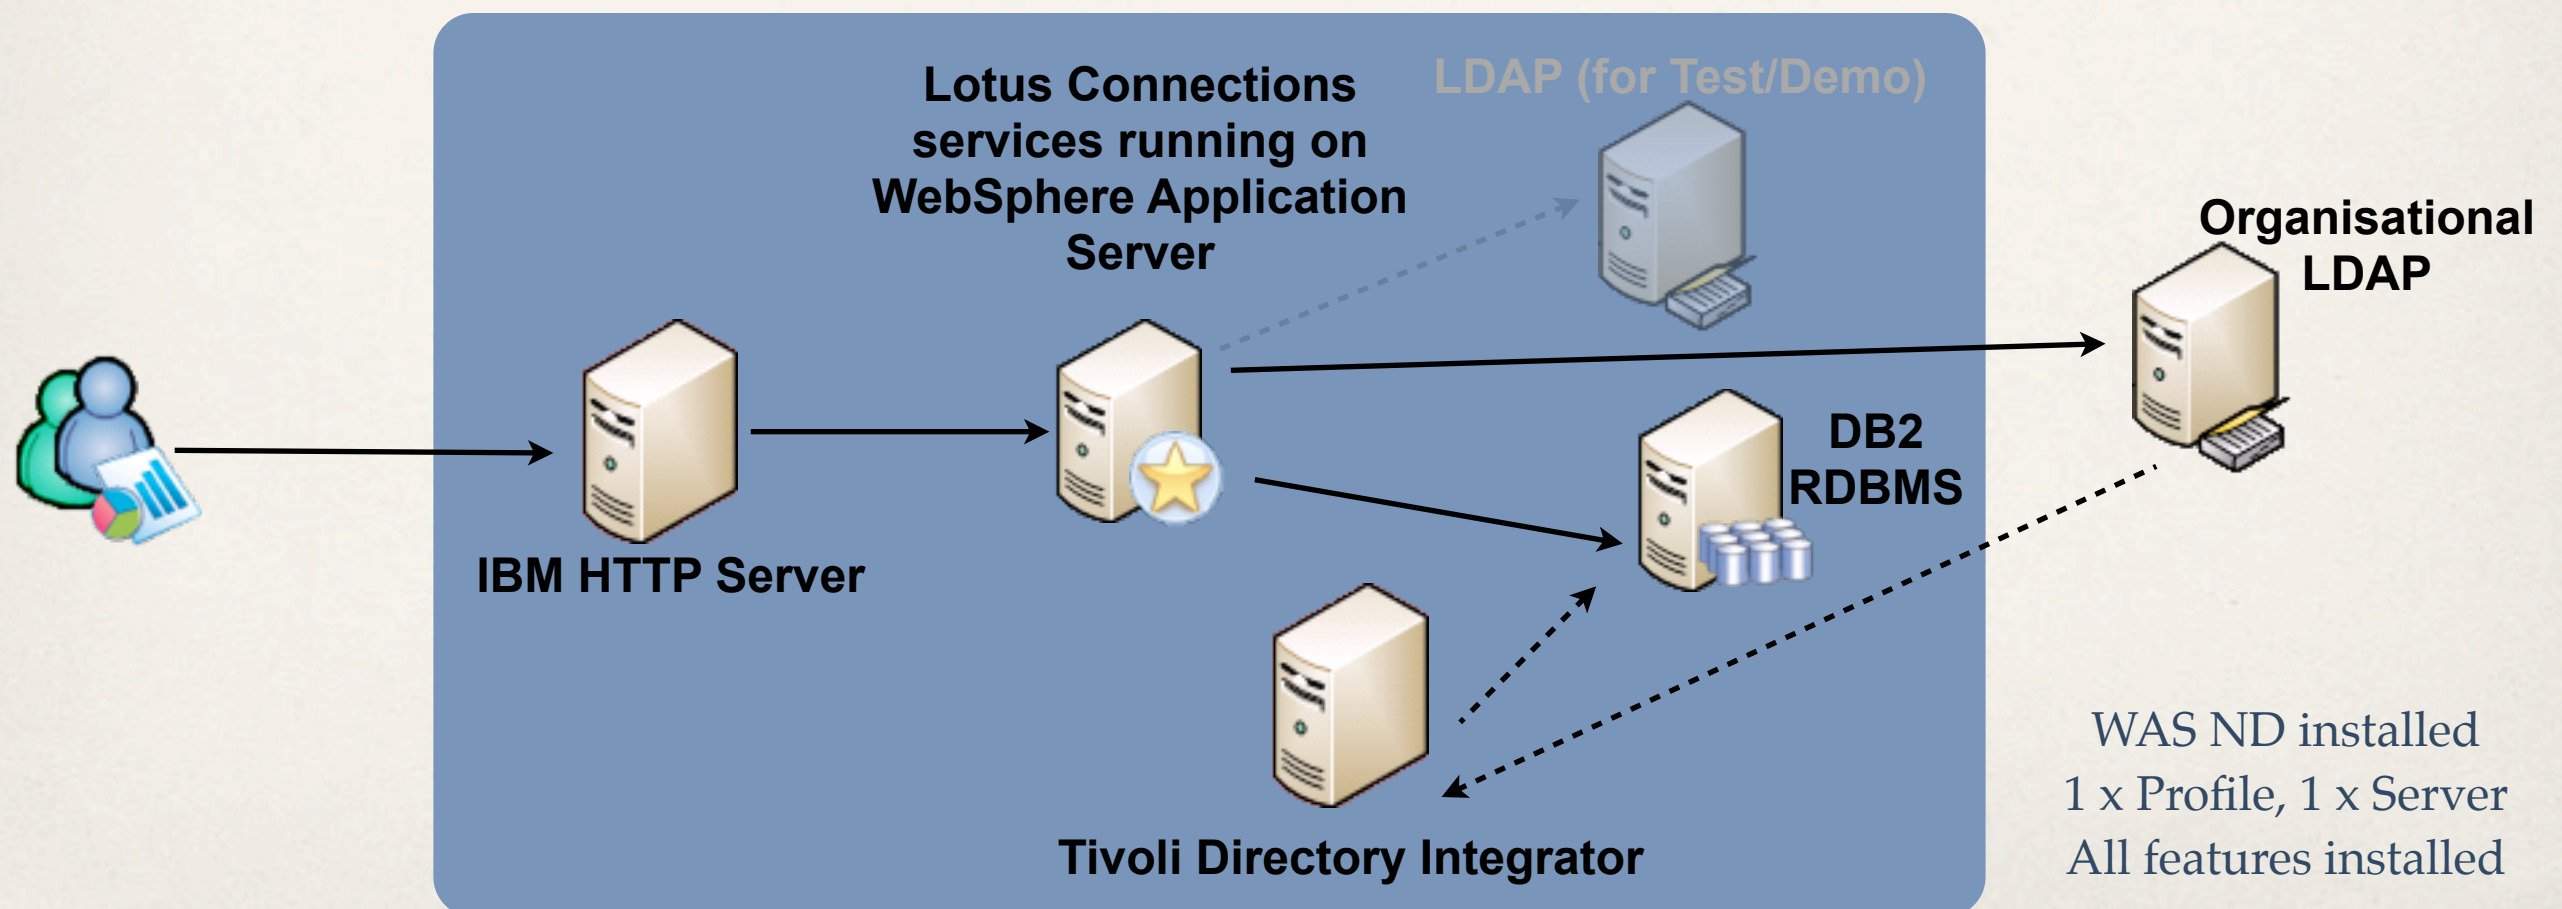 Lotus Connections
services running on
WebSphere Application
Server
LDAP (for Test/Demo)
Organisational
LDAP
DB2
RDBMS
IBM HTTP Server
Tivoli Directory Integrator
WAS ND installed
1 x Profile, 1 x Server
All features installed